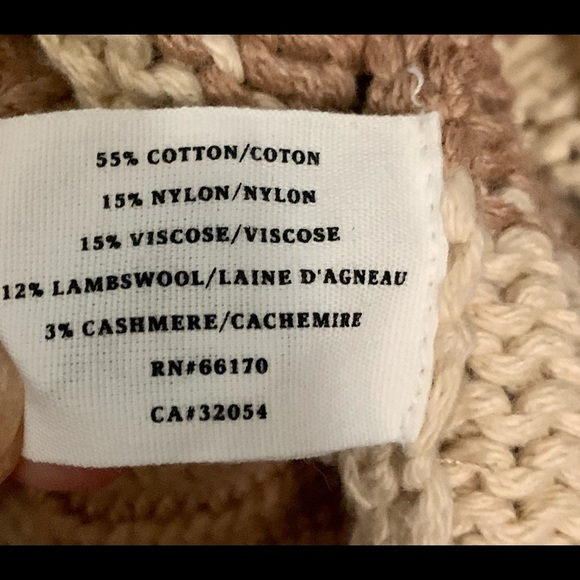 55% COTTON/COTON
15% NYLON/NYLON
15% VISCOSE/VISCOSE
12% LAMBSWOOL/LAINE D'AGNEAU
3% CASHMERE/CACHEMIRE
RN#66170
CA#32054